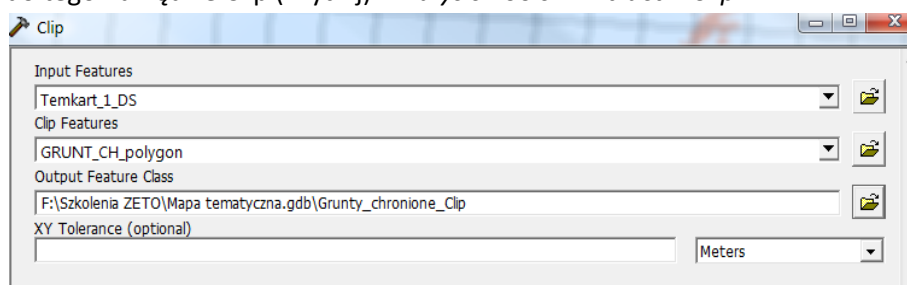 Clip
Input Features
Temkart_1_DS
Clip Features
GRUNT_CH_polygon
Output Feature Class
F:\Szkolenia ZETO\Mapa tematyczna.gdb\Grunty_chronione_Clip
XY Tolerance (optional)
Meters